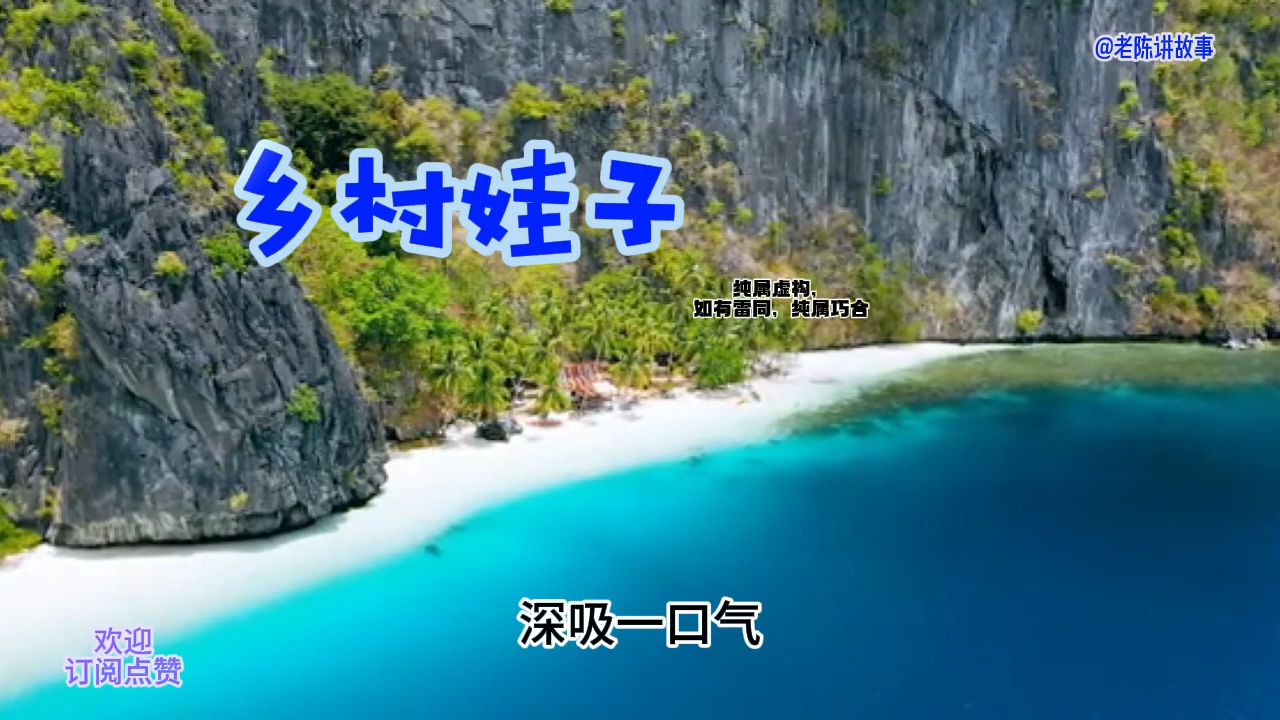 @老陈讲故事
乡村娃子
纯属虚构,
如有雷同,纯属巧合
深吸一口气
欢迎
订阅点赞